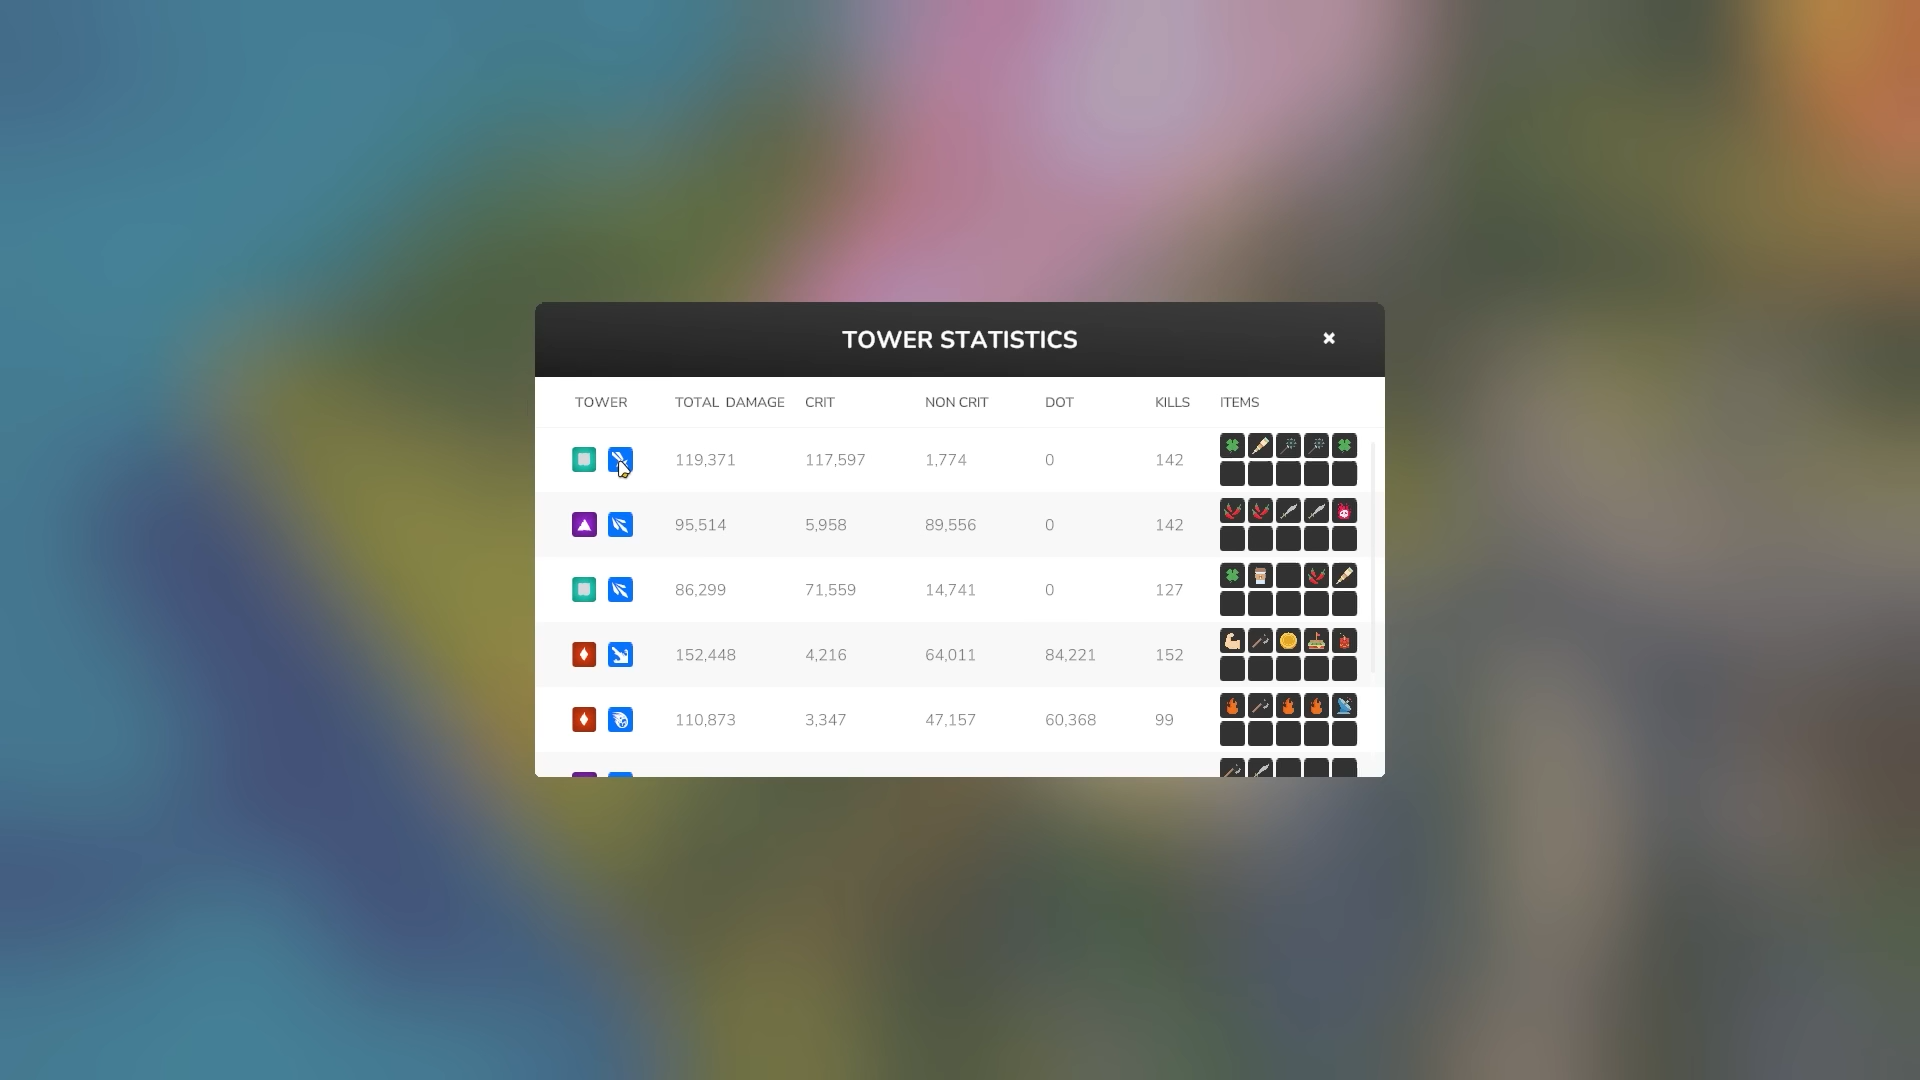 TOWER STATISTICS
TOWER TOTAL DAMAGE CRIT NON CRIT DOT KILLS ITEMS
119,371 117,597 1,774 0 142
95,514 5,958 89,556 0 142
86,299 71,559 14,741 0 127
152,448 4,216 64,011 84,221 152
110,873 3,347 47,157 60,368 99